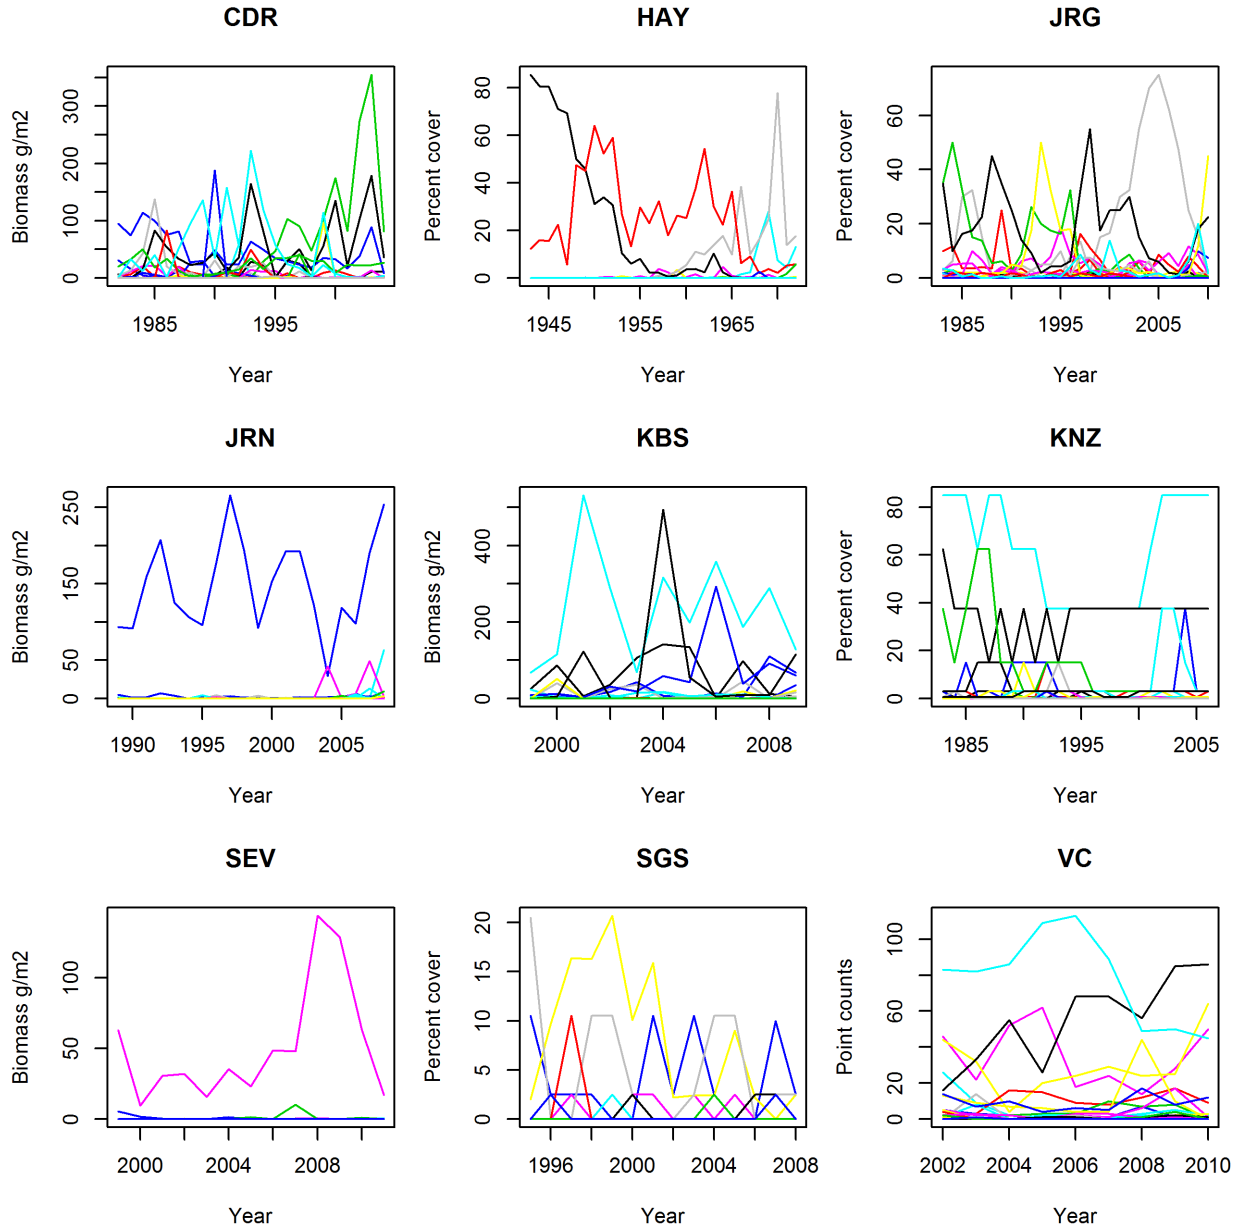 CDR
HAY
JRG
Biomass g/m2
0
100
200
300
1985
1995
Year
Percent cover
0
20
40
60
80
1945
1955
1965
Year
Percent cover
0
20
40
60
1985
1995
2005
Year
JRN
KBS
KNZ
Biomass g/m2
0
50
150
250
1990
1995
2000
2005
Year
Biomass g/m2
0
200
400
2000
2004
2008
Year
Percent cover
0
20
40
60
80
1985
1995
2005
Year
SEV
SGS
VC
Biomass g/m2
0
50
100
2000
2004
2008
Year
Percent cover
0
5
10
15
20
1996
2000
2004
2008
Year
Point counts
0
20
60
100
2002
2004
2006
2008
2010
Year